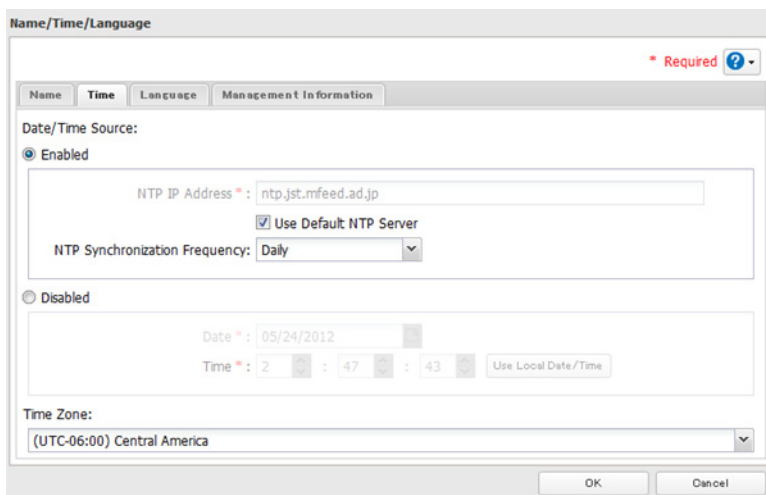 Name/Time/Language
* Required ?
Name Time Language Management Information
Date/Time Source:
Enabled
NTP IP Address * : ntp.jst.mfeed.ad.jp
Use Default NTP Server
NTP Synchronization Frequency: Daily
Disabled
Date * : 05/24/2012
Time * : 2 : 47 : 43 Use Local Date/Time
Time Zone:
(UTC-06:00) Central America
OK Cancel